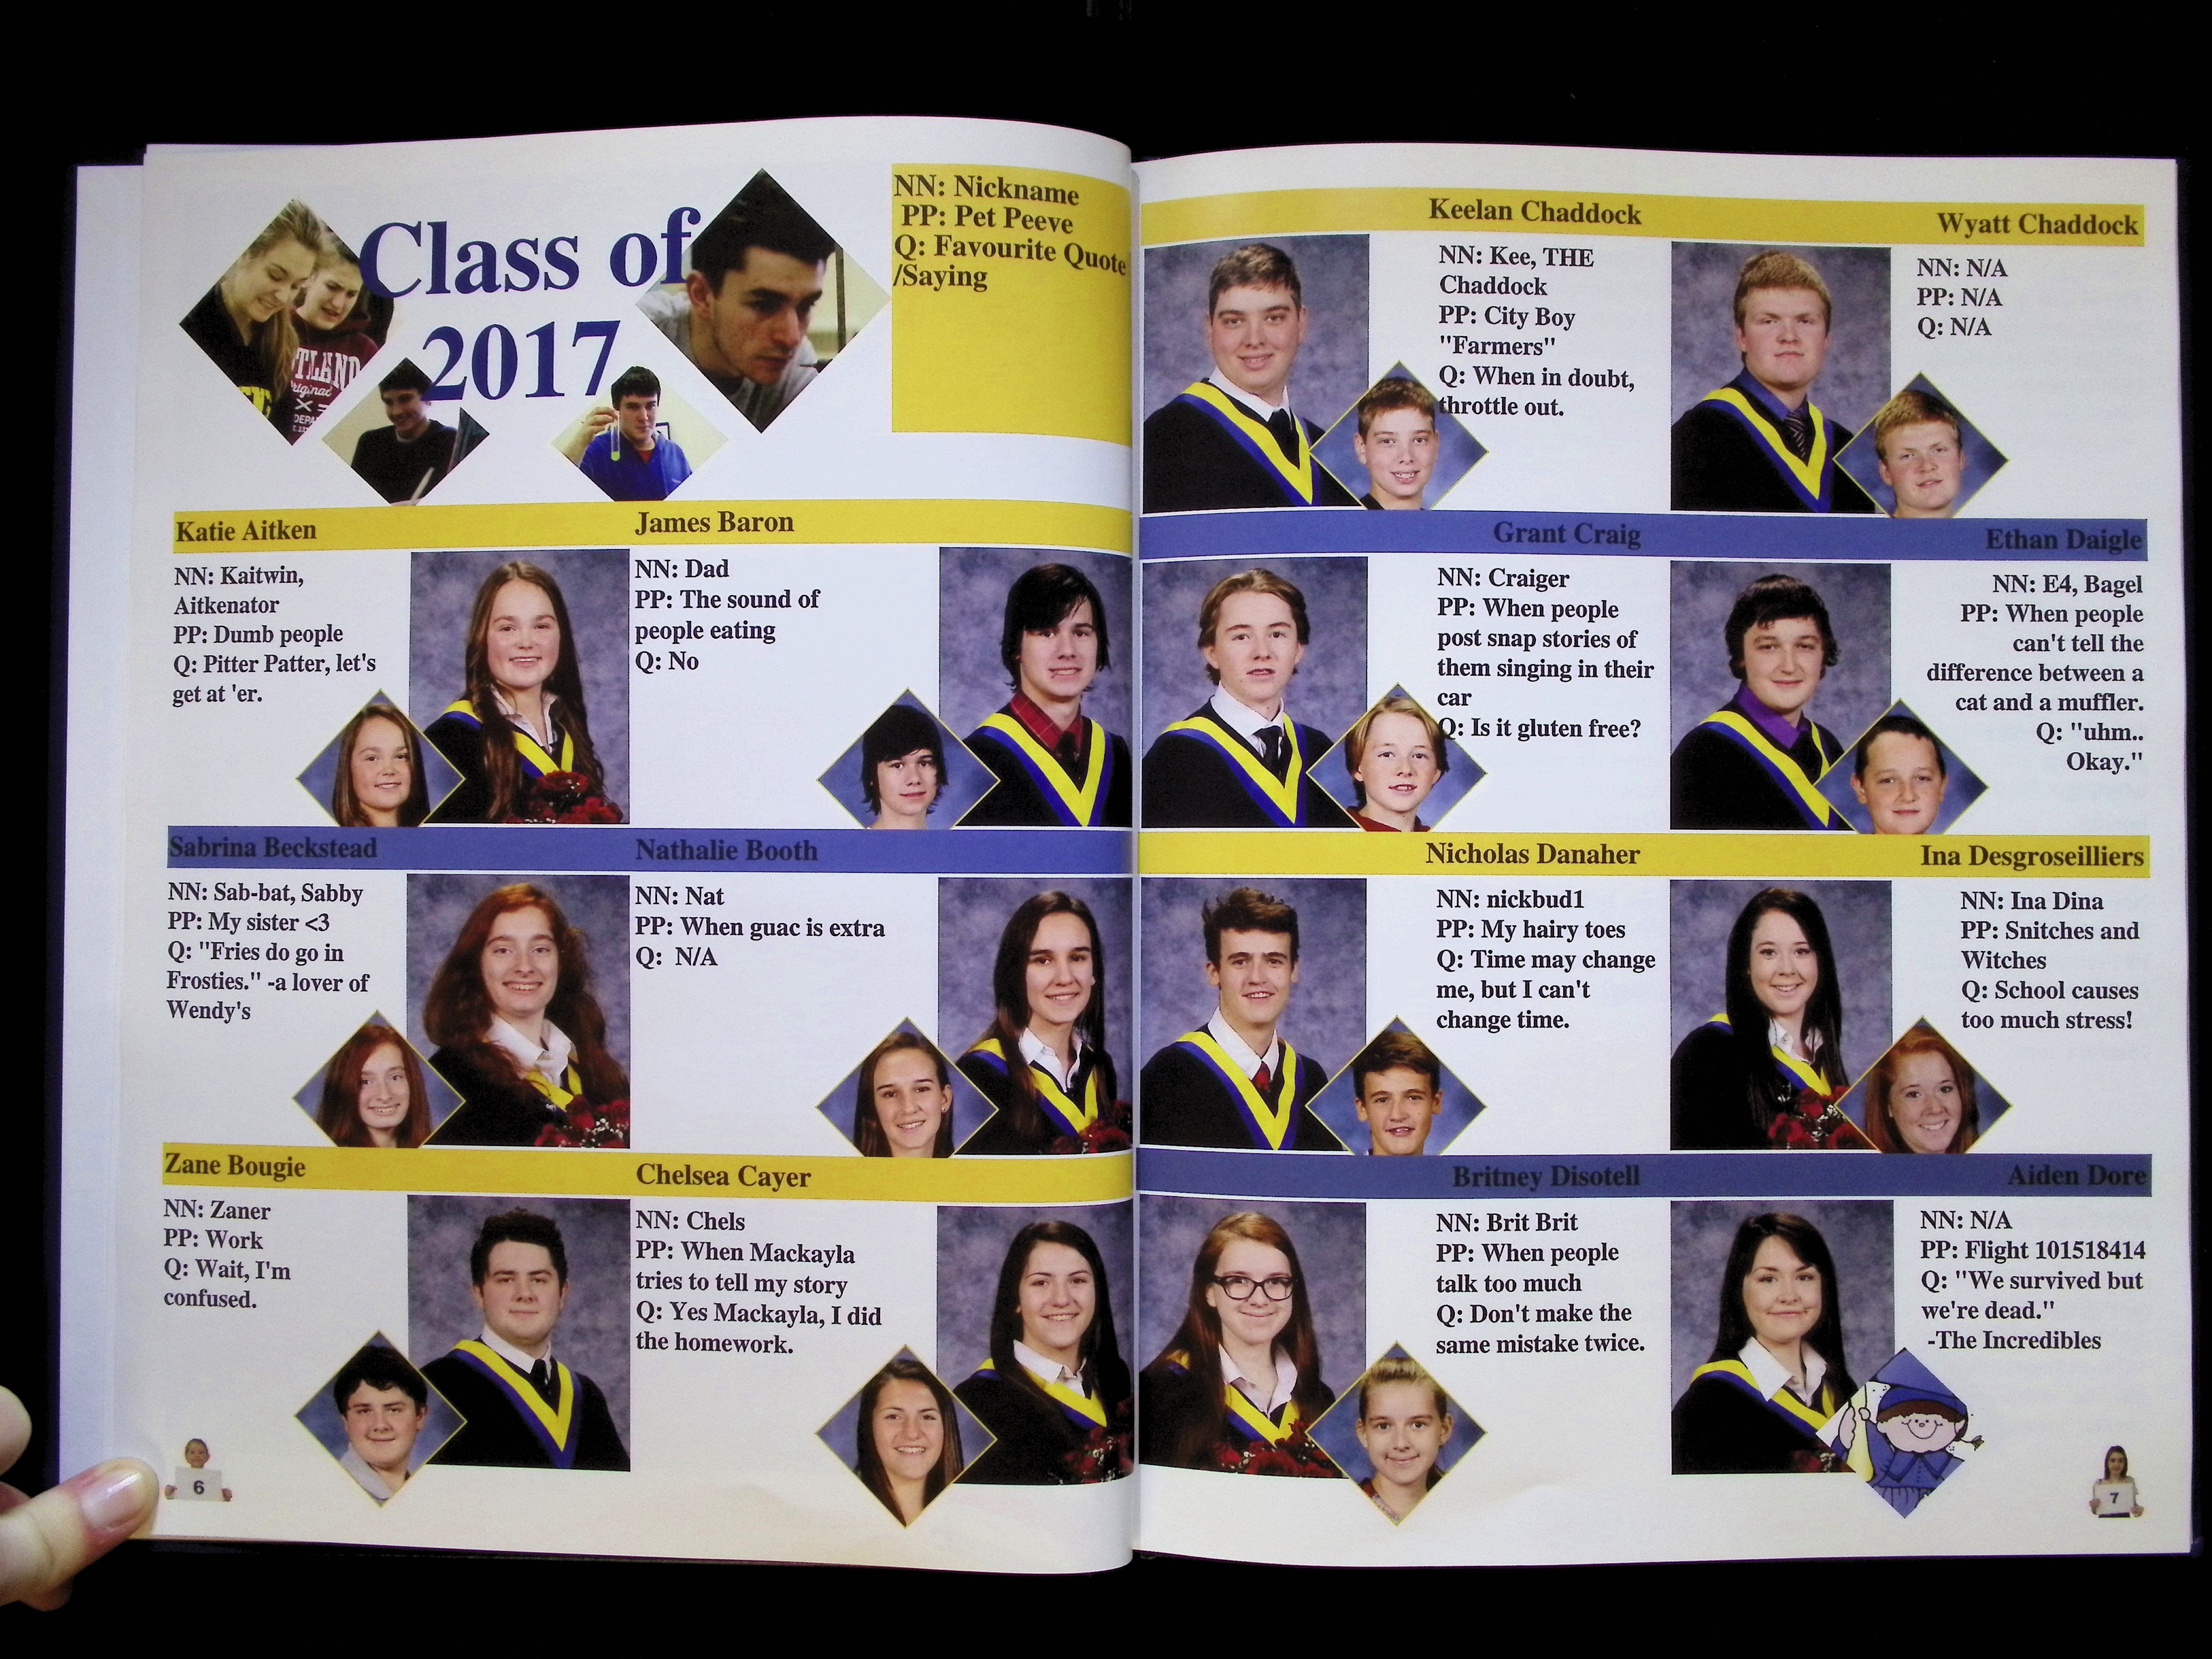 Class of
2017
NN: Nickname
PP: Pet Peeve
Q: Favourite Quote
/Saying
TLAND
Katie Aitken
NN: Kaitwin,
Aitkenator
PP: Dumb people
Q: Pitter Patter, let's
get at 'er.
James Baron
NN: Dad
PP: The sound of
people eating
Q: No
Sabrina Beckstead
NN: Sab-bat, Sabby
PP: My sister <3
Q: "Fries do go in
Frosties." -a lover of
Wendy's
Nathalie Booth
NN: Nat
PP: When guac is extra
Q: N/A
Zane Bougie
NN: Zaner
PP: Work
Q: Wait, I'm
confused.
Chelsea Cayer
NN: Chels
PP: When Mackayla
tries to tell my story
Q: Yes Mackayla, I did
the homework.
6
Keelan Chaddock
NN: Kee, THE
Chaddock
PP: City Boy
"Farmers"
Q: When in doubt,
throttle out.
Wyatt Chaddock
NN: N/A
PP: N/A
Q: N/A
Grant Craig
NN: Craiger
PP: When people
post snap stories of
them singing in their
car
Q: Is it gluten free?
Ethan Daigle
NN: E4, Bagel
PP: When people
can't tell the
difference between a
cat and a muffler.
Q: "uhm..
Okay."
Nicholas Danaher
NN: nickbud1
PP: My hairy toes
Q: Time may change
me, but I can't
change time.
Ina Desgroseilliers
NN: Ina Dina
PP: Snitches and
Witches
Q: School causes
too much stress!
Britney Disotell
NN: Brit Brit
PP: When people
talk too much
Q: Don't make the
same mistake twice.
Aiden Dore
NN: N/A
PP: Flight 101518414
Q: "We survived but
we're dead."
-The Incredibles
7